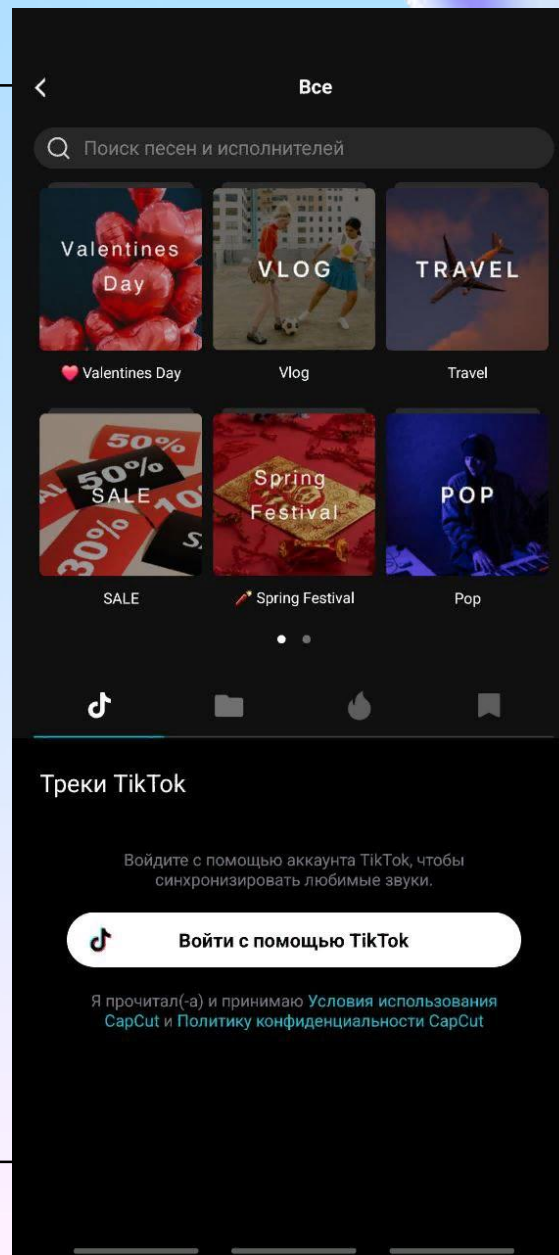 Все
Поиск песен и исполнителей
Valentines
Day
VLOG
TRAVEL
Valentines Day
Vlog
Travel
50%
50%
SALE
30%
Spring
Festival
POP
SALE
Spring Festival
Pop
Треки TikTok
Войдите с помощью аккаунта TikTok, чтобы
синхронизировать любимые звуки.
Войти с помощью TikTok
Я прочитал(-а) и принимаю Условия использования
CapCut и Политику конфиденциальности CapCut